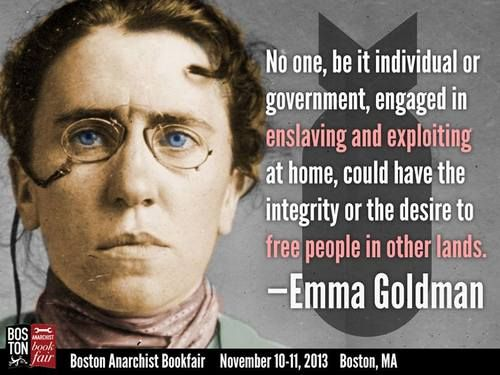 No one, be it individual or
government, engaged in
enslaving and exploiting
at home, could have the
integrity or the desire to
free people in other lands.
—Emma Goldman
BOS
TON
ANARCHIST
book
fair
Boston Anarchist Bookfair November 10-11, 2013 Boston, MA